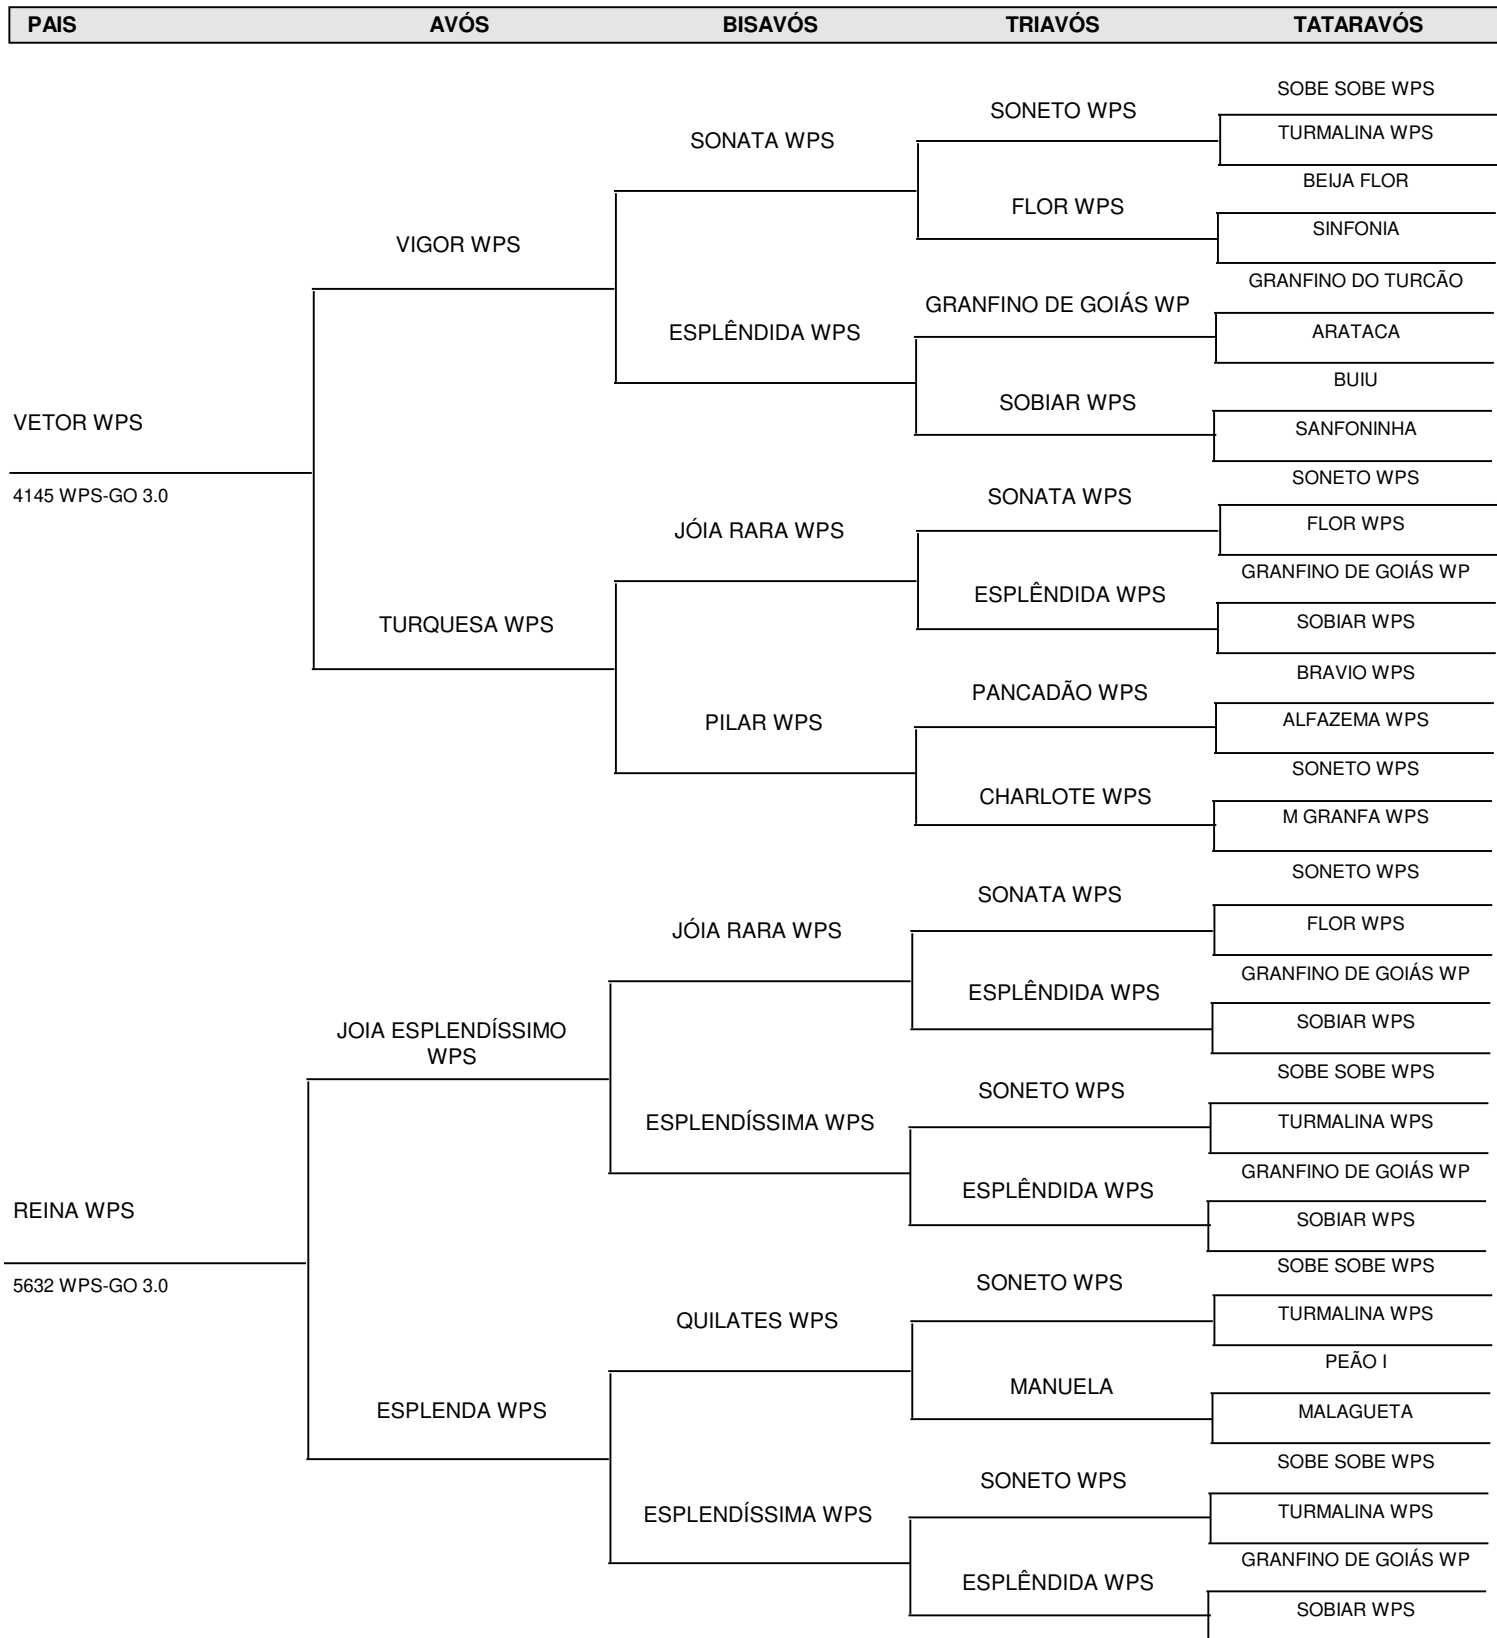 PAIS AVÓS BISAVÓS TRIAVÓS TATARAVÓS
SOBE SOBE WPS
SONETO WPS
TURMALINA WPS
SONATA WPS
BEIJA FLOR
FLOR WPS
SINFONIA
VIGOR WPS
GRANFINO DO TURCÃO
GRANFINO DE GOIÁS WP
ARATACA
ESPLÊNDIDA WPS
BUIU
SOBIAR WPS
SANFONINHA
VETOR WPS
4145 WPS-GO 3.0
SONETO WPS
SONATA WPS
FLOR WPS
JÓIA RARA WPS
GRANFINO DE GOIÁS WP
ESPLÊNDIDA WPS
SOBIAR WPS
TURQUESA WPS
BRAVIO WPS
PANCADÃO WPS
ALFAZEMA WPS
PILAR WPS
SONETO WPS
CHARLOTE WPS
M GRANFA WPS
SONETO WPS
SONATA WPS
FLOR WPS
JÓIA RARA WPS
GRANFINO DE GOIÁS WP
ESPLÊNDIDA WPS
SOBIAR WPS
JOIA ESPLENDÍSSIMO
WPS
SOBE SOBE WPS
SONETO WPS
TURMALINA WPS
ESPLENDÍSSIMA WPS
GRANFINO DE GOIÁS WP
ESPLÊNDIDA WPS
SOBIAR WPS
REINA WPS
5632 WPS-GO 3.0
SOBE SOBE WPS
SONETO WPS
TURMALINA WPS
QUILATES WPS
PEÃO I
MANUELA
MALAGUETA
ESPLENDA WPS
SOBE SOBE WPS
SONETO WPS
TURMALINA WPS
ESPLENDÍSSIMA WPS
GRANFINO DE GOIÁS WP
ESPLÊNDIDA WPS
SOBIAR WPS